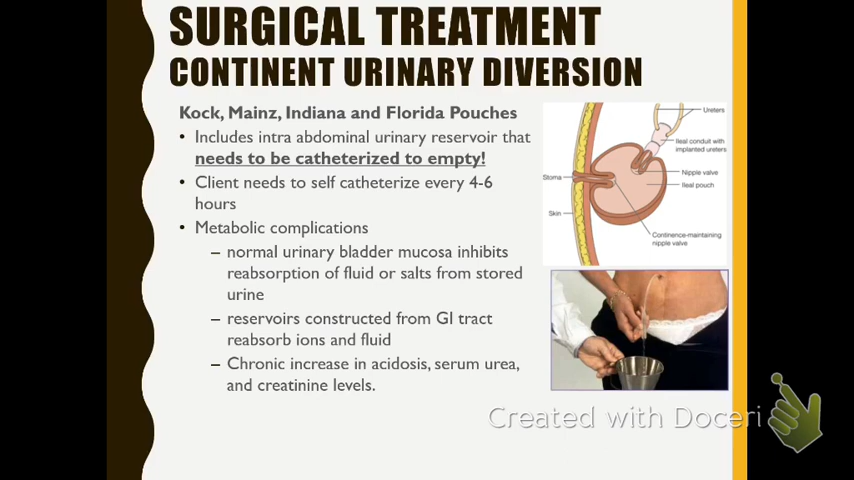 SURGICAL TREATMENT
CONTINENT URINARY DIVERSION
Kock, Mainz, Indiana and Florida Pouches
• Includes intra abdominal urinary reservoir that
needs to be catheterized to empty!
• Client needs to self catheterize every 4-6
hours
• Metabolic complications
– normal urinary bladder mucosa inhibits
reabsorption of fluid or salts from stored
urine
– reservoirs constructed from GI tract
reabsorb ions and fluid
– Chronic increase in acidosis, serum urea,
and creatinine levels.
Ureters
Ileal conduit with
implanted ureters
Nipple valve
Ileal pouch
Stoma
Skin
Continence-maintaining
nipple valve
Created with Doceri